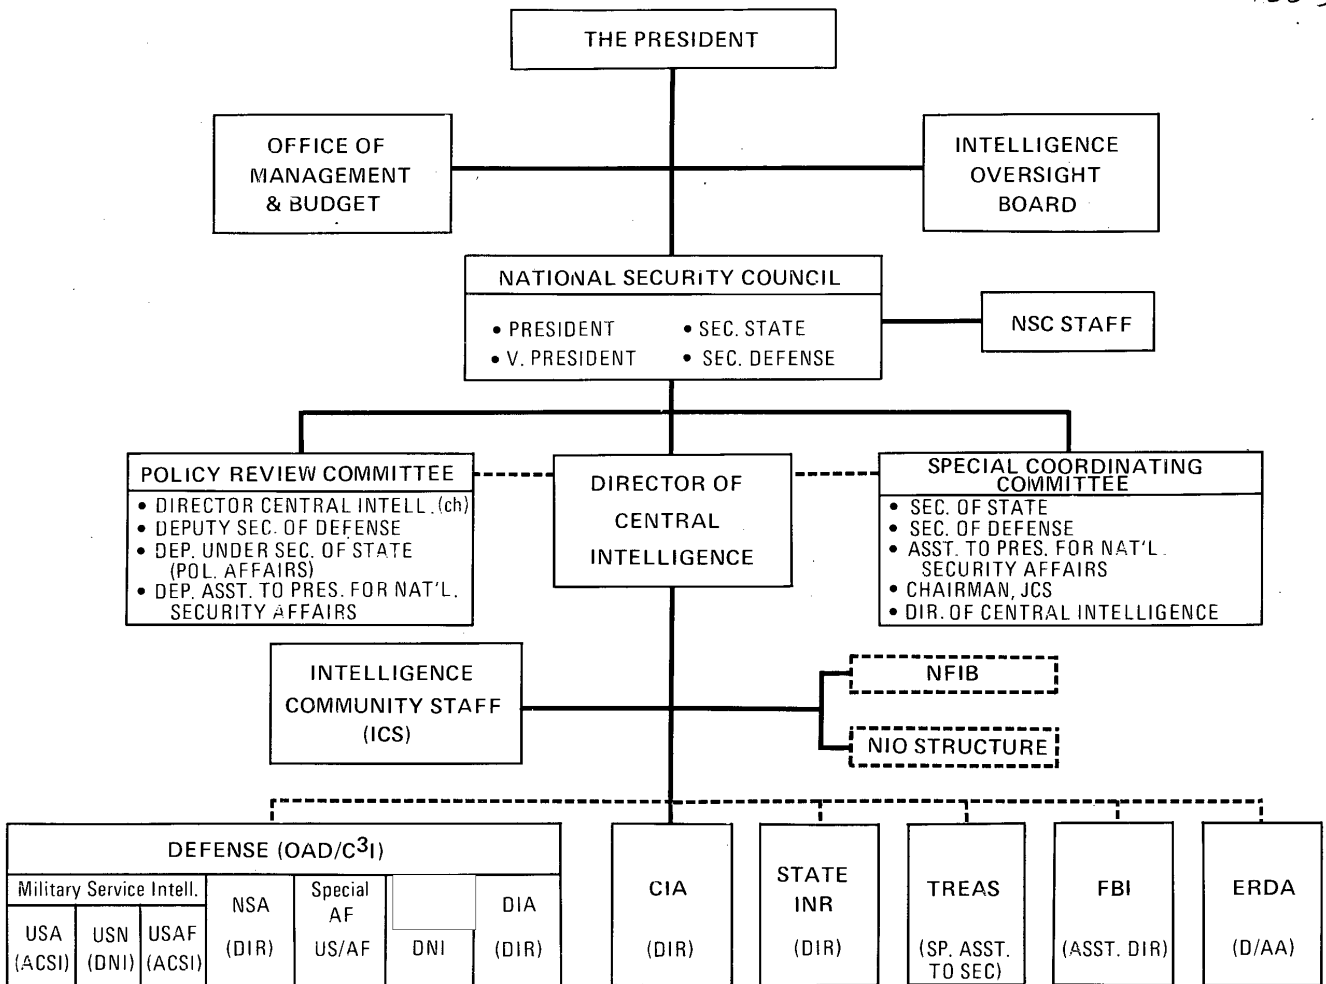 THE PRESIDENT
OFFICE OF
MANAGEMENT
& BUDGET
INTELLIGENCE
OVERSIGHT
BOARD
NATIONAL SECURITY COUNCIL
• PRESIDENT
• V. PRESIDENT
• SEC. STATE
• SEC. DEFENSE
NSC STAFF
POLICY REVIEW COMMITTEE
• DIRECTOR CENTRAL INTELL. (ch)
• DEPUTY SEC. OF DEFENSE
• DEP. UNDER SEC. OF STATE
(POL. AFFAIRS)
• DEP. ASST. TO PRES. FOR NAT'L.
SECURITY AFFAIRS
DIRECTOR OF
CENTRAL
INTELLIGENCE
SPECIAL COORDINATING
COMMITTEE
• SEC. OF STATE
• SEC. OF DEFENSE
• ASST. TO PRES. FOR NAT'L.
SECURITY AFFAIRS
• CHAIRMAN, JCS
• DIR. OF CENTRAL INTELLIGENCE
INTELLIGENCE
COMMUNITY STAFF
(ICS)
NFIB
NIO STRUCTURE
DEFENSE (OAD/C³I)
Military Service Intell.
USA
(ACSI)
USN
(DNI)
USAF
(ACSI)
NSA
(DIR)
Special
AF
US/AF
DNI
DIA
(DIR)
CIA
(DIR)
STATE
INR
(DIR)
TREAS
(SP. ASST.
TO SEC)
FBI
(ASST. DIR)
ERDA
(D/AA)